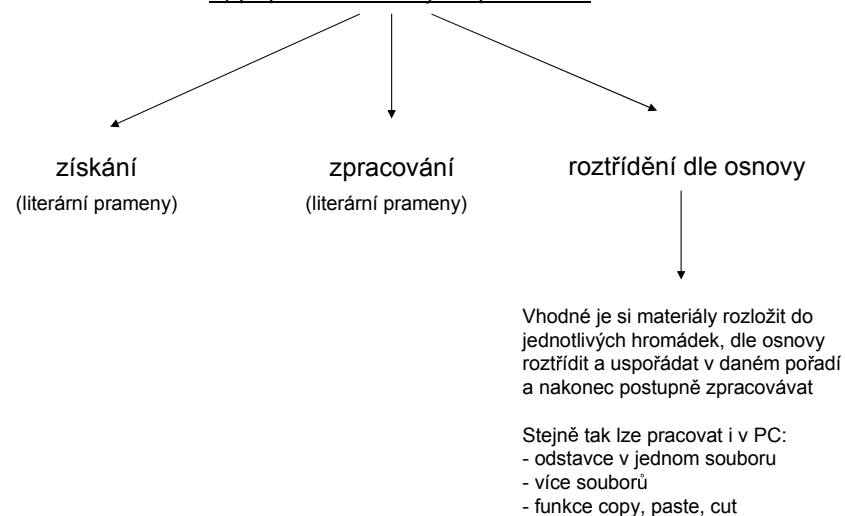 získání
(literární prameny)
zpracování
(literární prameny)
roztřídění dle osnovy
Vhodné je si materiály rozložit do
jednotlivých hromádek, dle osnovy
roztřídit a uspořádat v daném pořadí
a nakonec postupně zpracovávat
Stejně tak lze pracovat i v PC:
- odstavce v jednom souboru
- více souborů
- funkce copy, paste, cut